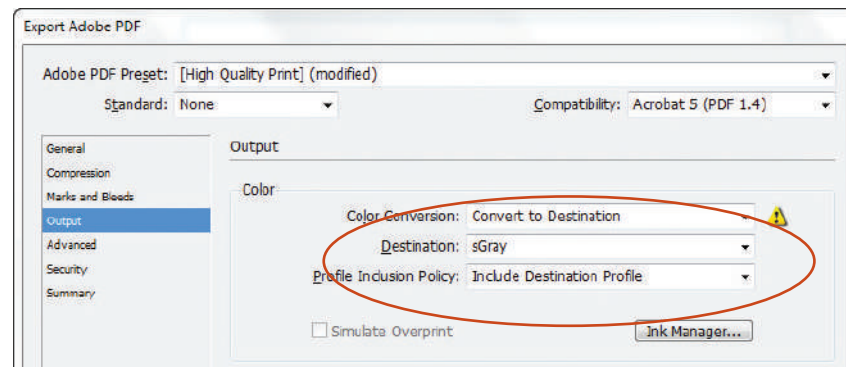 Export Adobe PDF
Adobe PDF Preset: [High Quality Print] (modified)
Standard: None Compatibility: Acrobat 5 (PDF 1.4)
General
Compression
Marks and Bleeds
Output
Advanced
Security
Summary
Output
Color
Color Conversion: Convert to Destination
Destination: sGray
Profile Inclusion Policy: Include Destination Profile
Simulate Overprint Ink Manager...